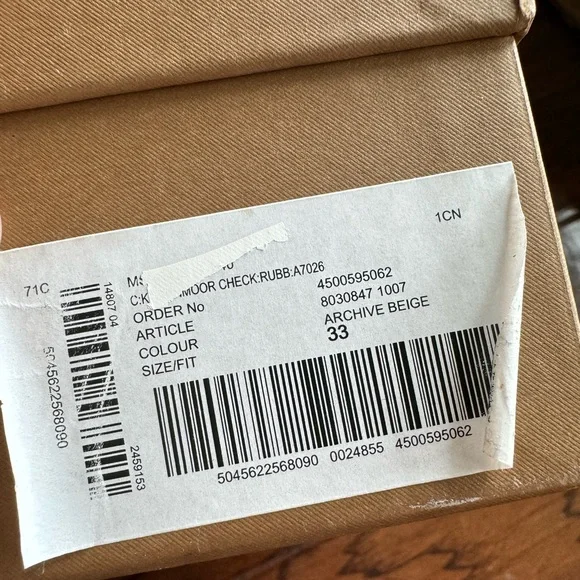 71C
1CN
C:K MOOR CHECK:RUBB:A7026
ORDER No 4500595062
ARTICLE 8030847 1007
COLOUR ARCHIVE BEIGE
SIZE/FIT 33
14807 04
5045622568090
2459153
5045622568090 0024855 4500595062